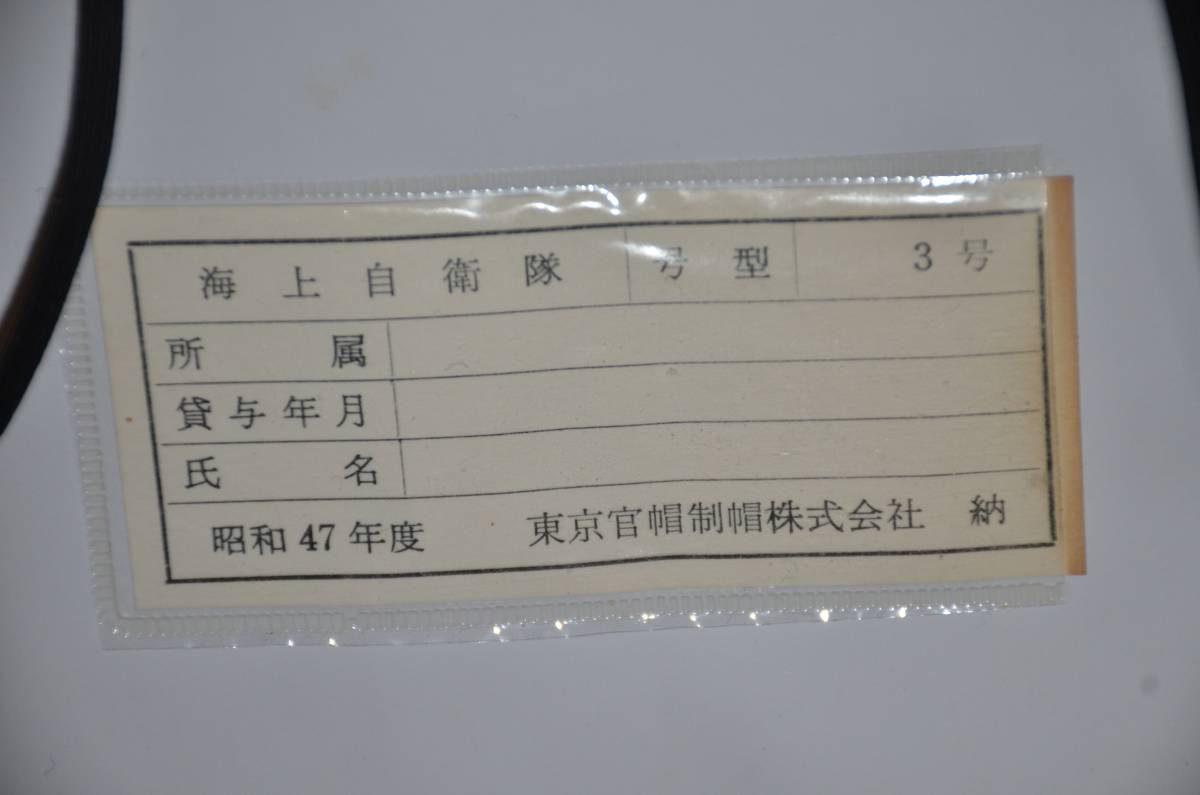 海上自衛隊 号型 3号
所属
貸与年月
氏名
昭和47年度 東京官帽制帽株式会社 納